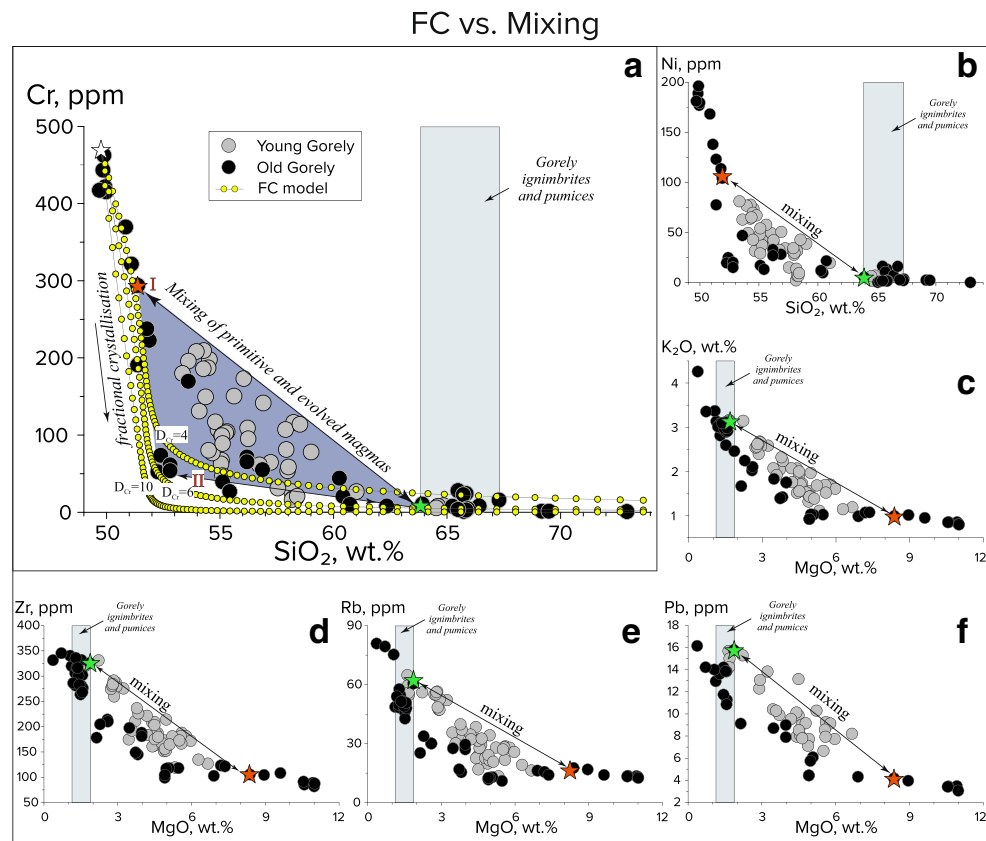 FC vs. Mixing
a
Cr, ppm
500
400
300
200
100
0
50
55
60
65
70
SiO₂, wt.%
Young Gorely
Old Gorely
FC model
Gorely
ignimbrites
and pumices
I
Mixing of primitive and evolved magmas
fractional crystallisation
D_Cr=4
II
D_Cr=10
D_Cr=6
b
Ni, ppm
200
150
100
50
0
50
55
60
65
70
SiO₂, wt.%
Gorely
ignimbrites
and pumices
mixing
c
K₂O, wt.%
4
3
2
1
0
3
6
9
12
MgO, wt.%
Gorely
ignimbrites
and pumices
mixing
d
Zr, ppm
400
350
300
250
200
150
100
50
0
3
6
9
12
MgO, wt.%
Gorely
ignimbrites
and pumices
mixing
e
Rb, ppm
90
60
30
0
0
3
6
9
12
MgO, wt.%
Gorely
ignimbrites
and pumices
mixing
f
Pb, ppm
18
16
14
12
10
8
6
4
2
0
3
6
9
12
MgO, wt.%
Gorely
ignimbrites
and pumices
mixing